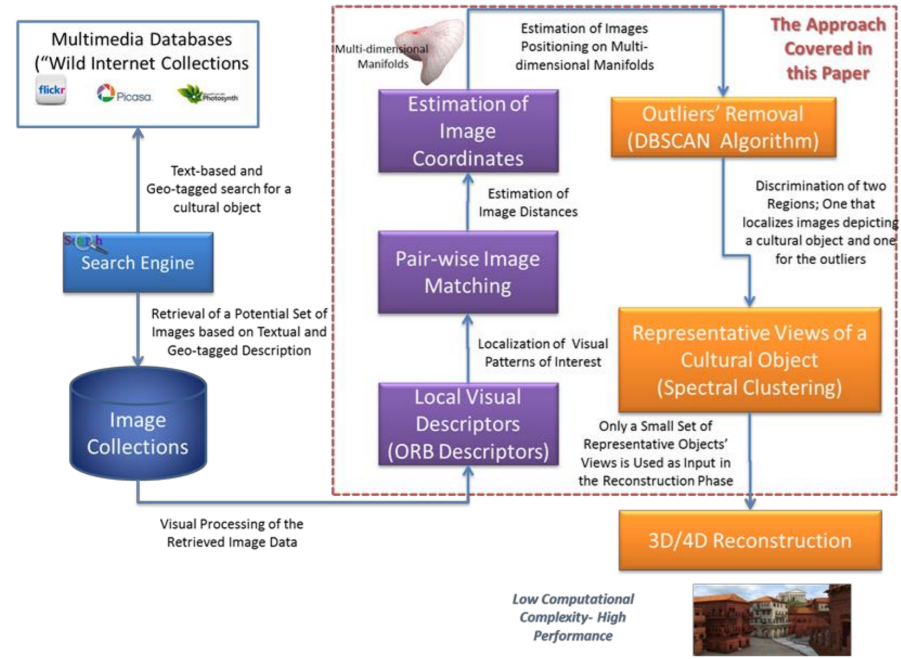 Multimedia Databases
("Wild Internet Collections
flickr
Picasa
Photosynth
Text-based and
Geo-tagged search for a
cultural object
Search
Search Engine
Retrieval of a Potential Set of
Images based on Textual and
Geo-tagged Description
Image
Collections
Visual Processing of the
Retrieved Image Data
Multi-dimensional
Manifolds
Estimation of
Image
Coordinates
Estimation of
Image Distances
Pair-wise Image
Matching
Localization of Visual
Patterns of Interest
Local Visual
Descriptors
(ORB Descriptors)
Estimation of Images
Positioning on Multi-
dimensional Manifolds
The Approach
Covered in
this Paper
Outliers' Removal
(DBSCAN Algorithm)
Discrimination of two
Regions; One that
localizes images depicting
a cultural object and one
for the outliers
Representative Views of a
Cultural Object
(Spectral Clustering)
Only a Small Set of
Representative Objects'
Views is Used as Input in
the Reconstruction Phase
3D/4D Reconstruction
Low Computational
Complexity- High
Performance